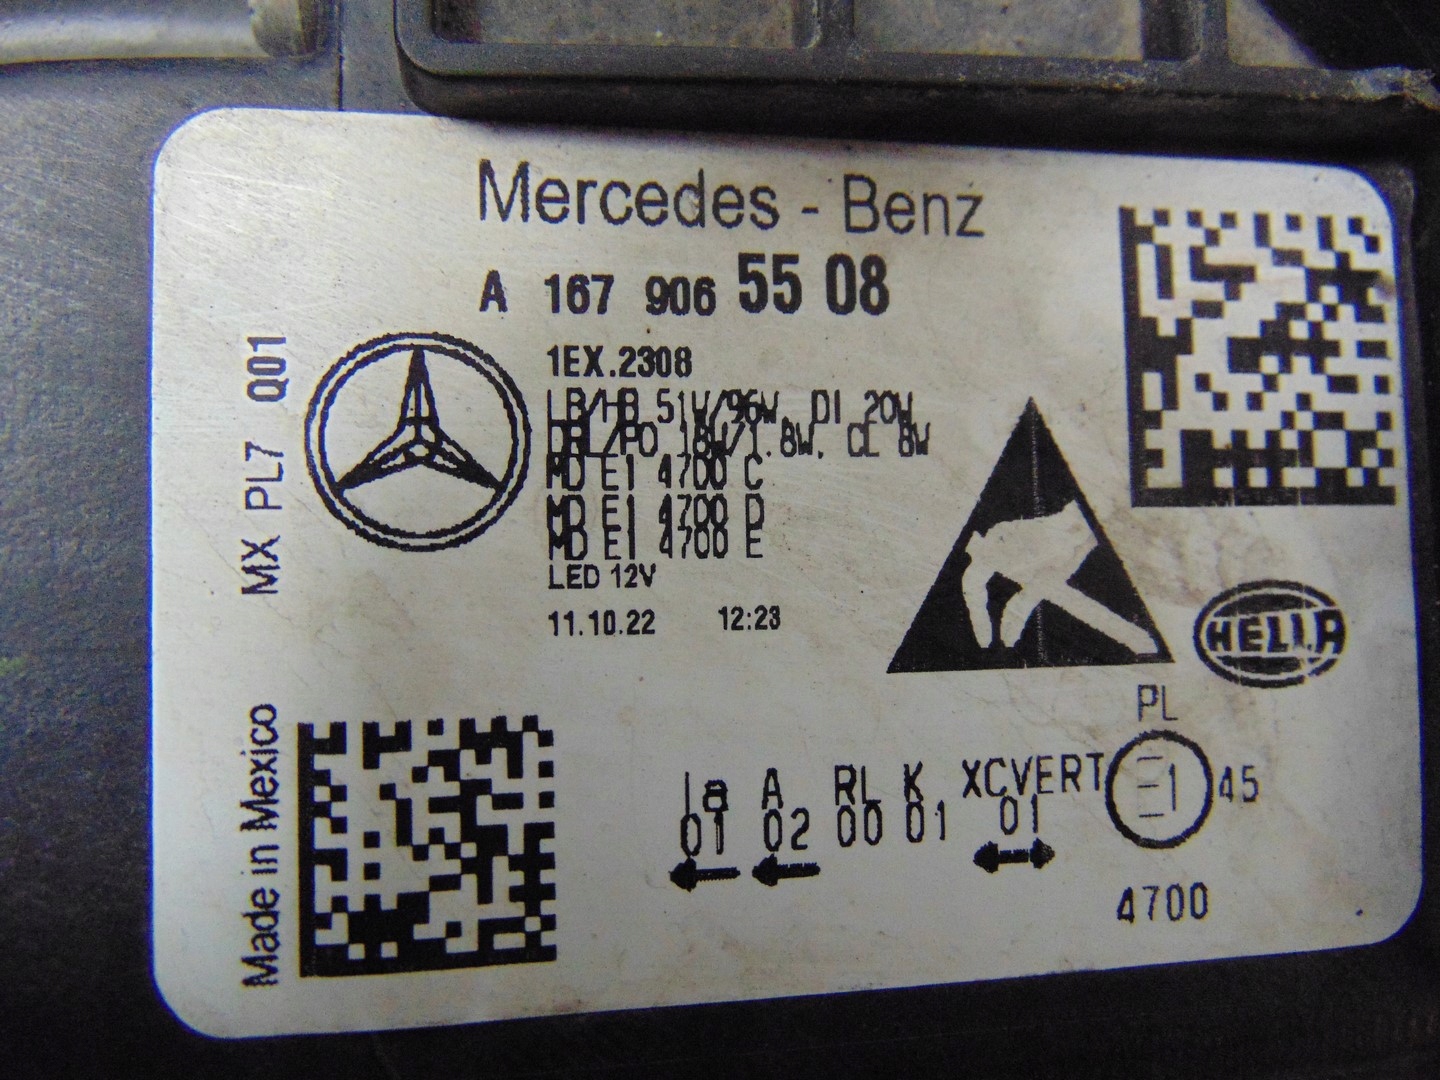 Mercedes - Benz
A 167 906 55 08
1EX.2308
LB/HB 51W/96W, DI 20W
DRL/PO 18W/1.8W, CL 8W
MD E1 4700 C
MD E1 4700 D
MD E1 4700 E
LED 12V
11.10.22 12:23
MX PL7 Q01
Made in Mexico
HELLA
PL
1a A RL K XCVERT E1 45
01 02 00 01 01
4700